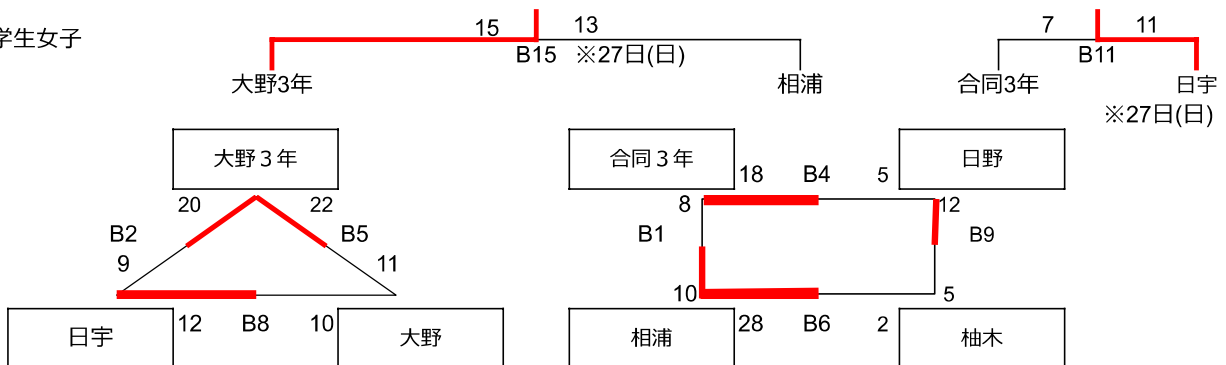 学生女子
15 13 7 11
B15 ※27日(日) B11
大野3年 相浦 合同3年 日宇
※27日(日)
大野３年 合同３年 日野
18 B4 5
20 22 8 12
B2 B5 B1 B9
9 11
10 5
日宇 12 B8 10 大野 相浦 28 B6 2 柚木